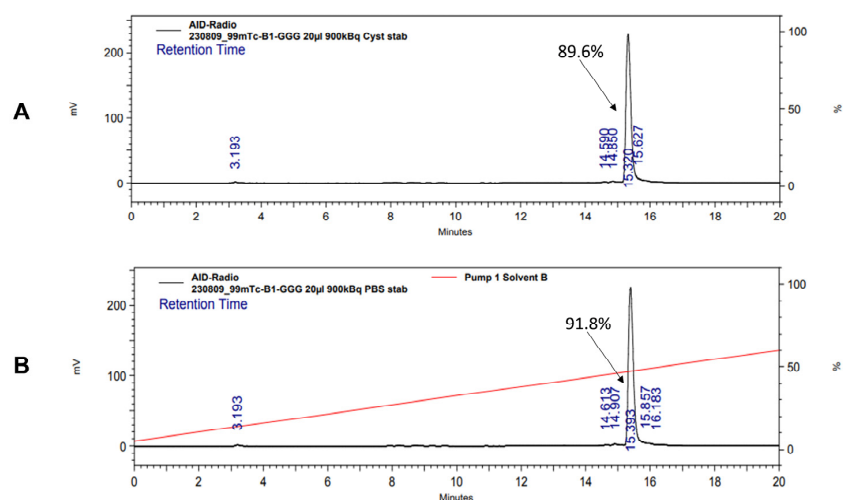 AID-Radio
230809_99mTc-B1-GGG 20µl 900kBq Cyst stab
Retention Time
A
mV
200
100
0
89.6%
3.193
14.590
14.850
15.320
15.627
100
50
0
%
0 2 4 6 8 10 12 14 16 18 20
Minutes
AID-Radio
230809_99mTc-B1-GGG 20µl 900kBq PBS stab
Retention Time
Pump 1 Solvent B
B
mV
200
100
0
91.8%
3.193
14.613
14.907
15.393
15.857
16.183
100
50
0
%
0 2 4 6 8 10 12 14 16 18 20
Minutes